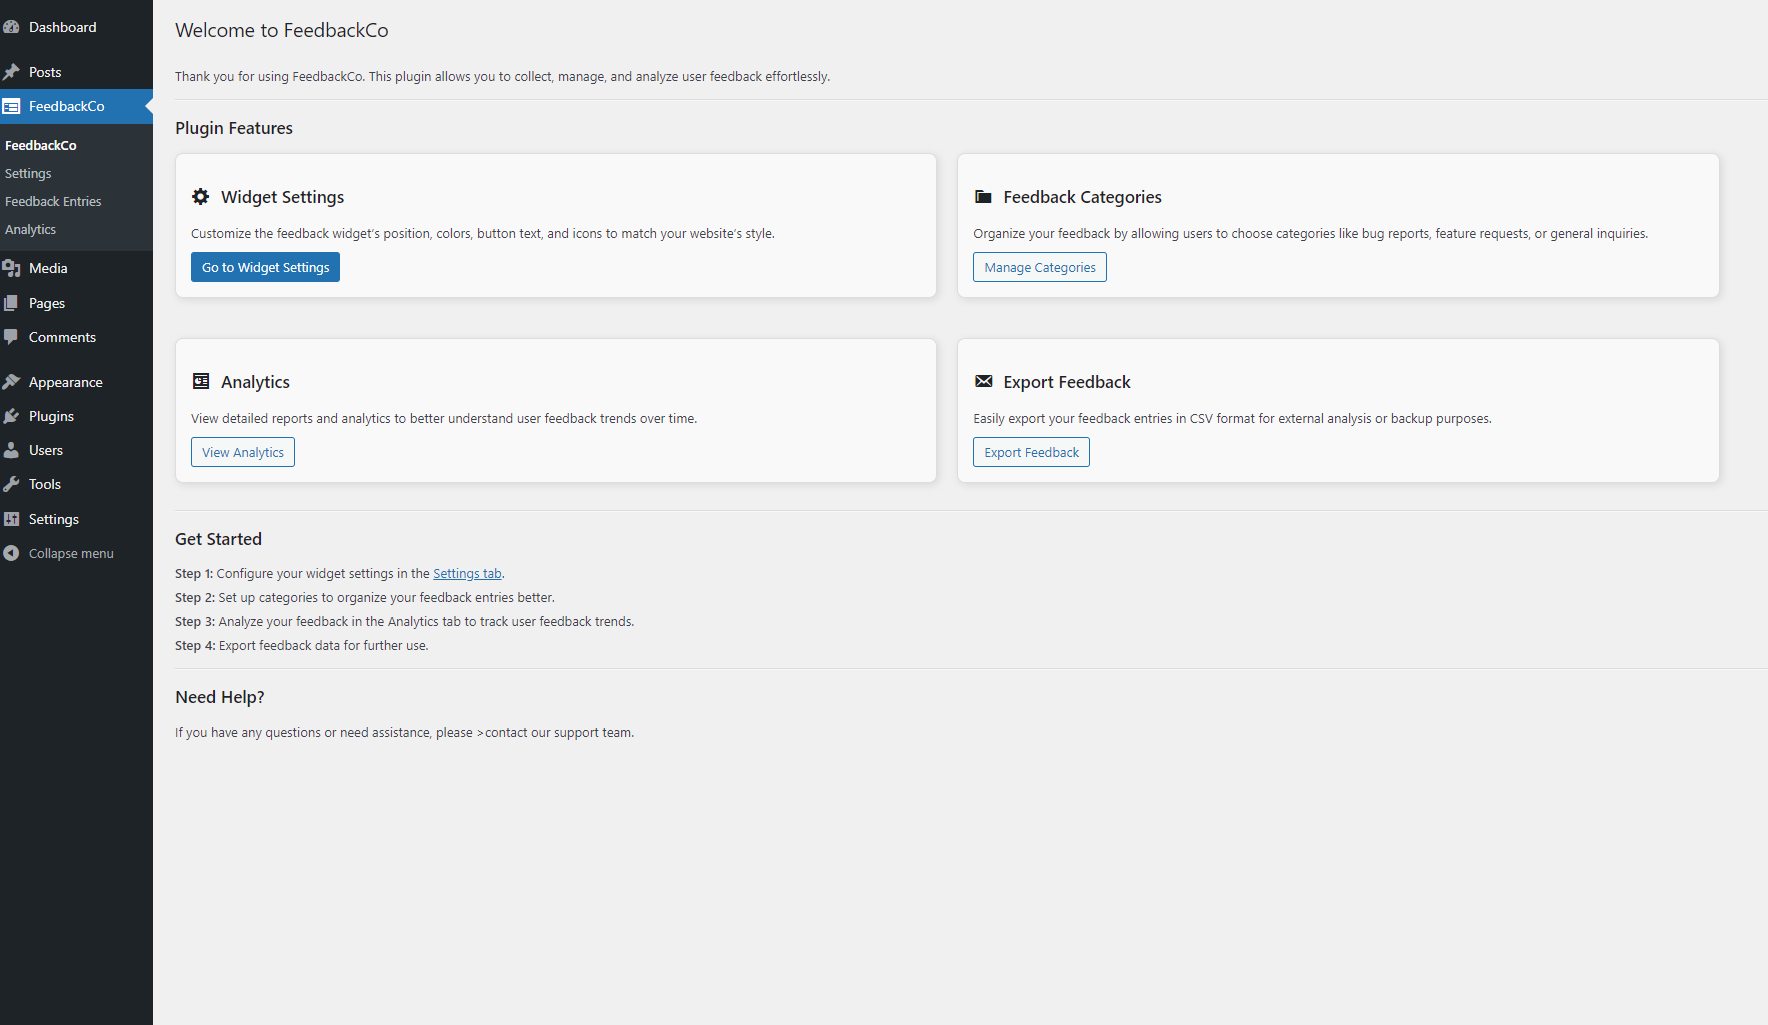 Dashboard
Posts
FeedbackCo
FeedbackCo
Settings
Feedback Entries
Analytics
Media
Pages
Comments
Appearance
Plugins
Users
Tools
Settings
Collapse menu
Welcome to FeedbackCo
Thank you for using FeedbackCo. This plugin allows you to collect, manage, and analyze user feedback effortlessly.
Plugin Features
Widget Settings
Customize the feedback widget's position, colors, button text, and icons to match your website's style.
Go to Widget Settings
Feedback Categories
Organize your feedback by allowing users to choose categories like bug reports, feature requests, or general inquiries.
Manage Categories
Analytics
View detailed reports and analytics to better understand user feedback trends over time.
View Analytics
Export Feedback
Easily export your feedback entries in CSV format for external analysis or backup purposes.
Export Feedback
Get Started
Step 1: Configure your widget settings in the Settings tab.
Step 2: Set up categories to organize your feedback entries better.
Step 3: Analyze your feedback in the Analytics tab to track user feedback trends.
Step 4: Export feedback data for further use.
Need Help?
If you have any questions or need assistance, please >contact our support team.